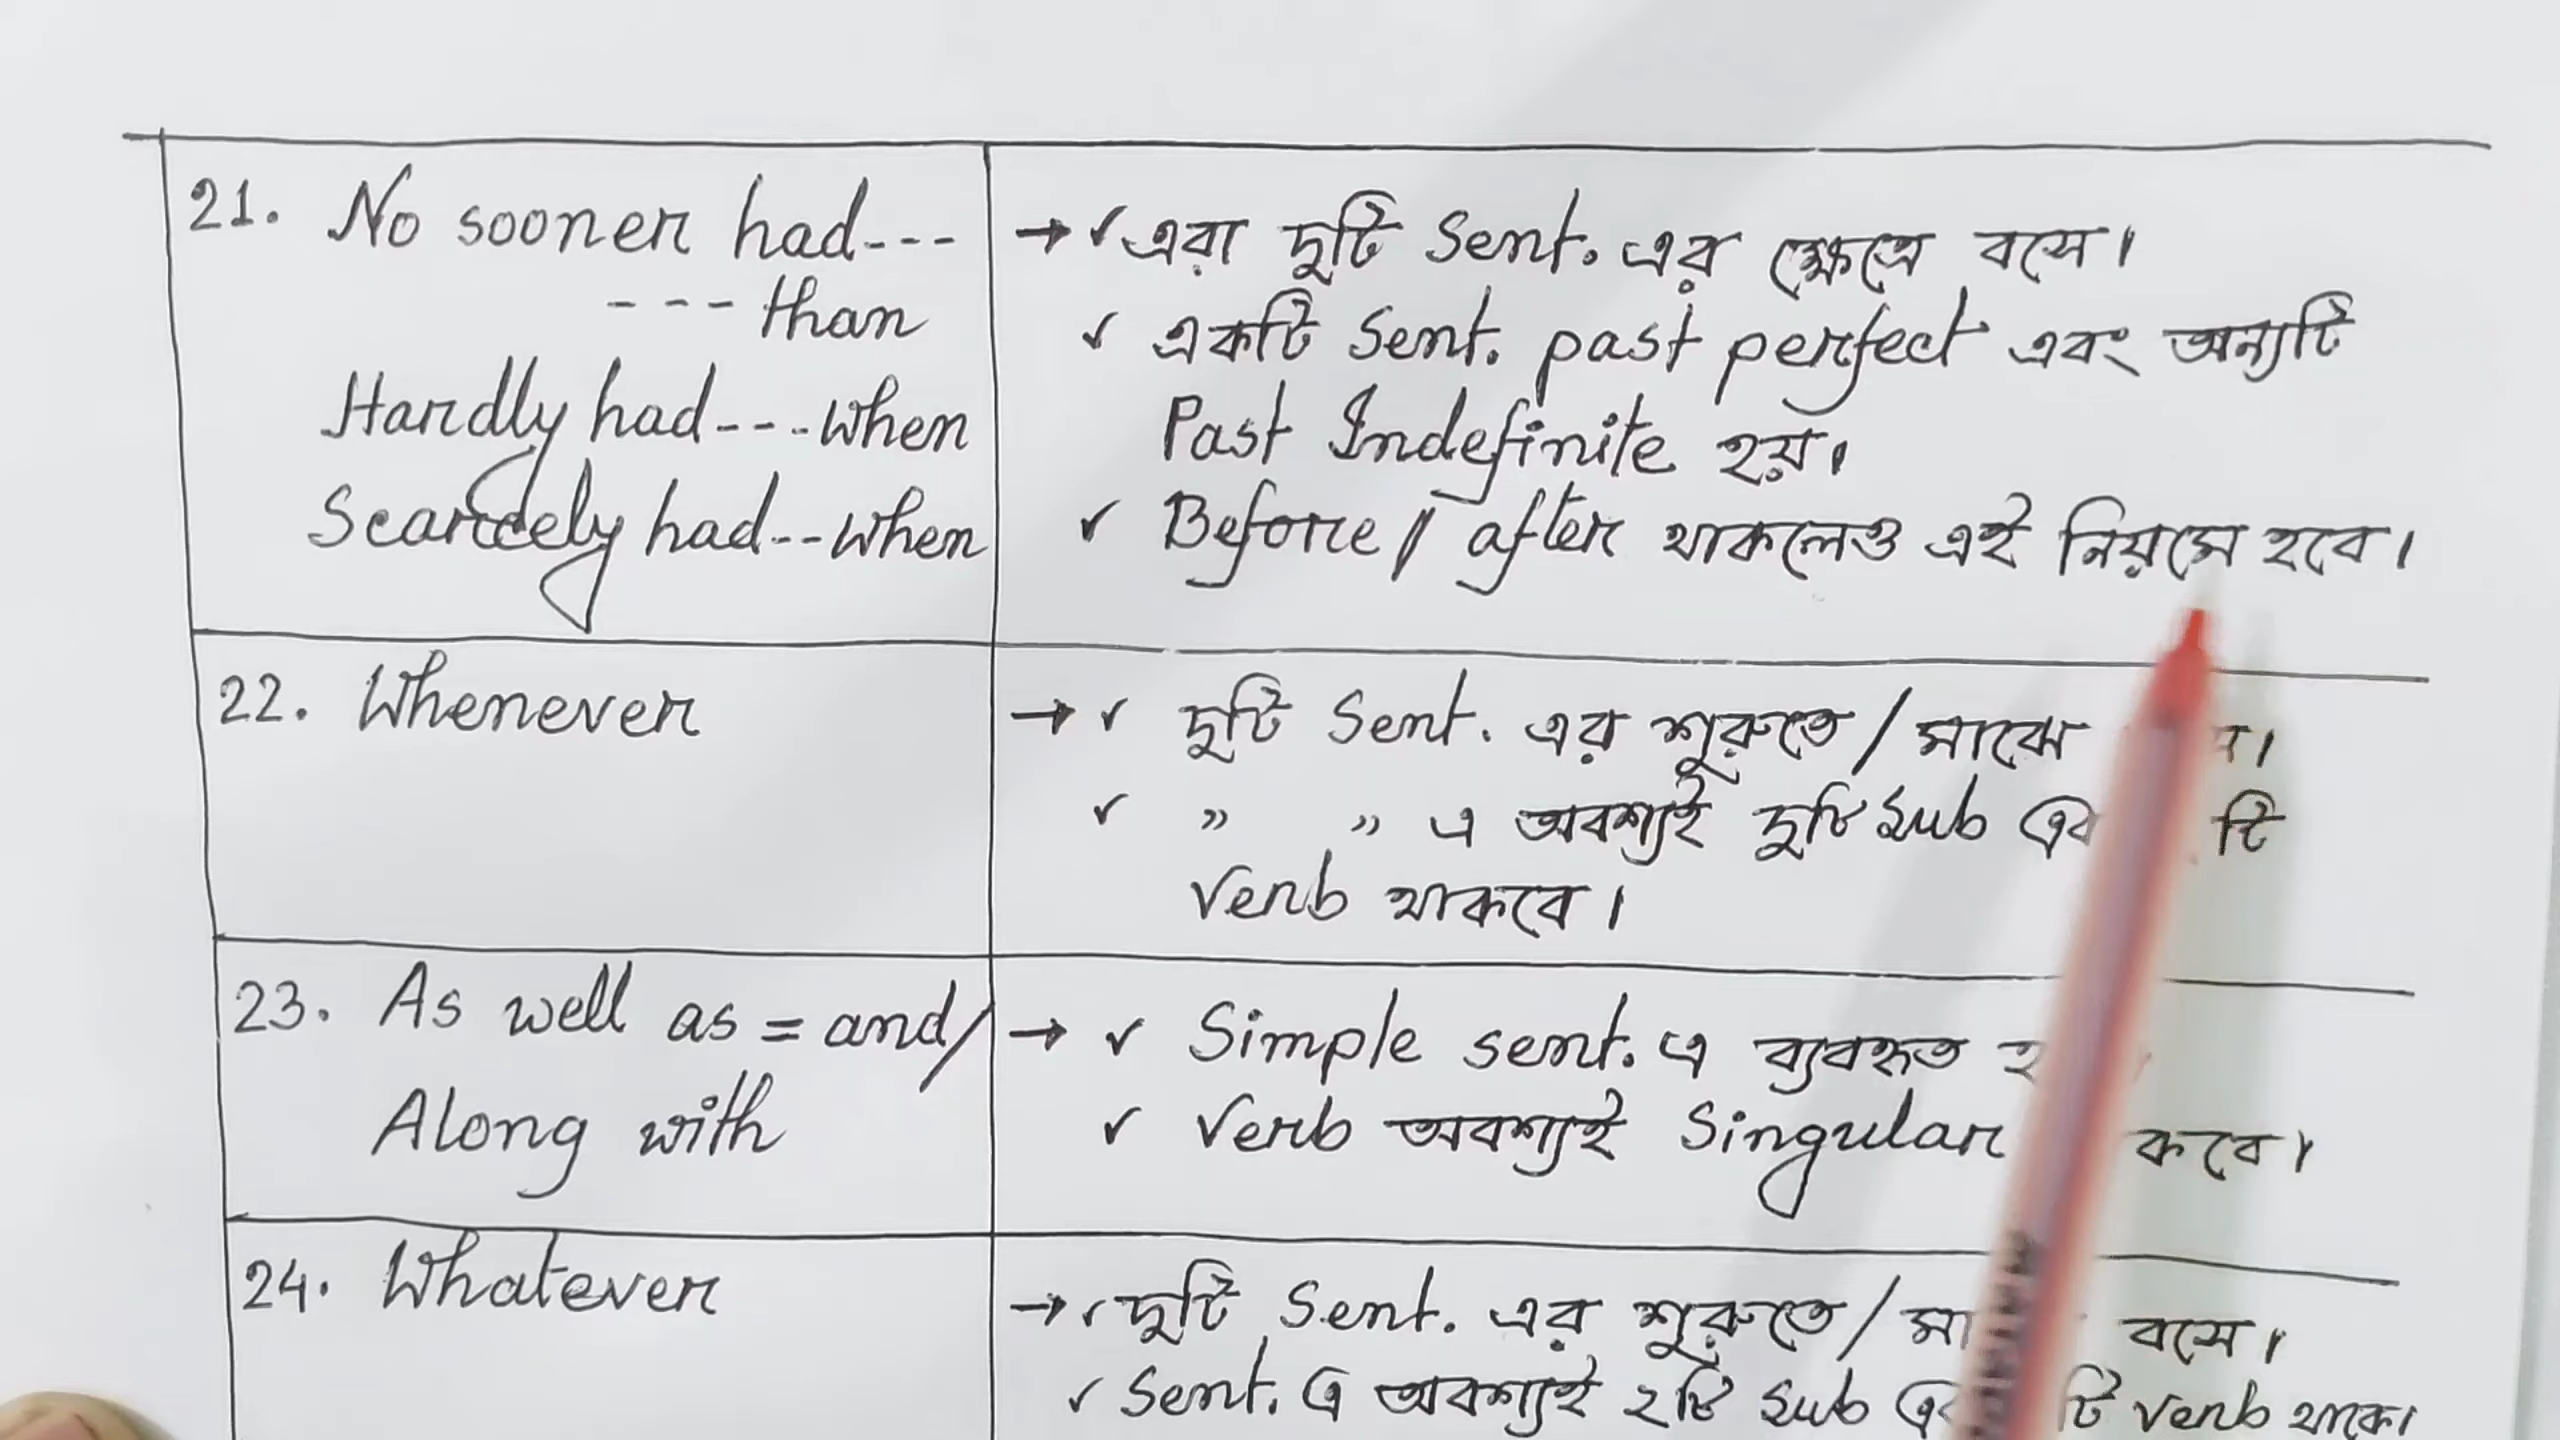 21. No sooner had---
--- than
Hardly had---when
Scarcely had--when
→ ✓ এরা দুটি Sent. এর ক্ষেত্রে বসে।
✓ একটি Sent. past perfect এবং অন্যটি
Past Indefinite হয়।
✓ Before/ after থাকলেও এই নিয়মে হবে।
22. Whenever
→ ✓ দুটি Sent. এর শুরুতে / মাঝে
✓ " " এ অবশ্যই দুটি Sub টি
Verb থাকবে।
23. As well as = and/
Along with
→ ✓ Simple sent. এ ব্যবহৃত
✓ Verb অবশ্যই Singular
24. Whatever
→ ✓ দুটি Sent. এর শুরুতে / বসে।
✓ Sent. এ অবশ্যই ২টি Sub টি Verb থাকে।